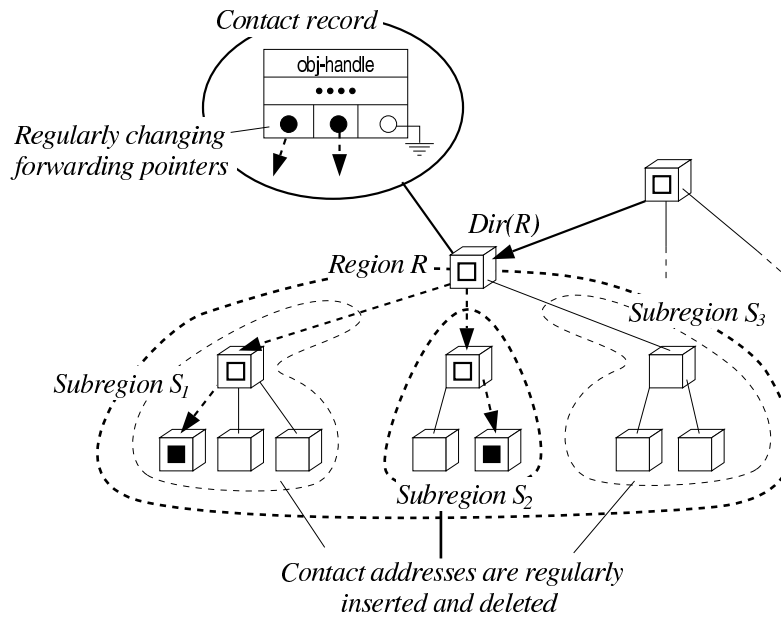 Contact record
obj-handle
Regularly changing
forwarding pointers
Dir(R)
Region R
Subregion S3
Subregion S1
Subregion S2
Contact addresses are regularly
inserted and deleted